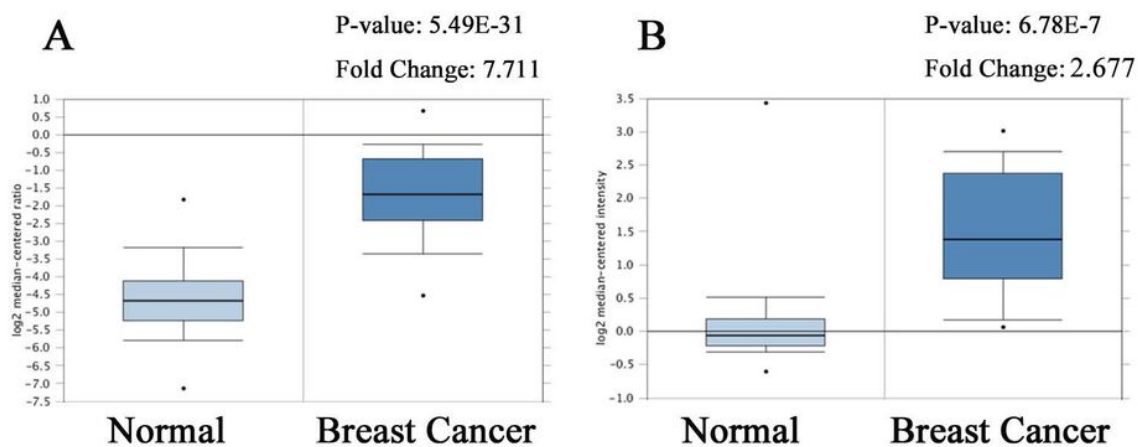 A
P-value: 5.49E-31
Fold Change: 7.711
log2 median-centered ratio
1.0
0.5
0.0
-0.5
-1.0
-1.5
-2.0
-2.5
-3.0
-3.5
-4.0
-4.5
-5.0
-5.5
-6.0
-6.5
-7.0
-7.5
Normal
Breast Cancer
B
P-value: 6.78E-7
Fold Change: 2.677
log2 median-centered intensity
3.5
3.0
2.5
2.0
1.5
1.0
0.5
0.0
-0.5
-1.0
Normal
Breast Cancer